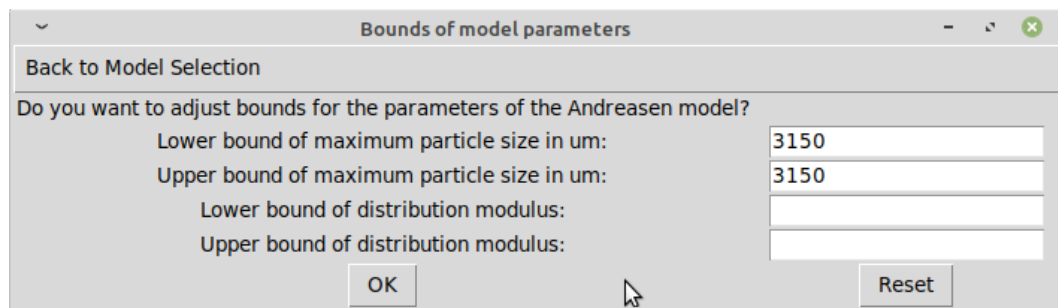 Bounds of model parameters
Back to Model Selection
Do you want to adjust bounds for the parameters of the Andreasen model?
Lower bound of maximum particle size in um: 3150
Upper bound of maximum particle size in um: 3150
Lower bound of distribution modulus:
Upper bound of distribution modulus:
OK Reset